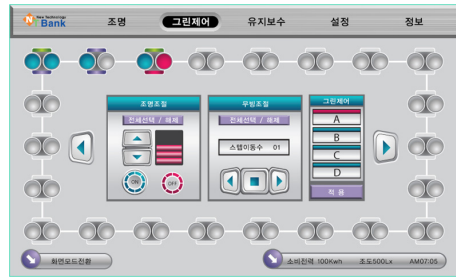 New Technology
NT Bank
조명
그린제어
유지보수
설정
정보
조명조절
전체선택 / 해제
ON
OFF
우방조절
전체선택 / 해제
스텝이동수 01
그린제어
A
B
C
D
적 용
화면모드전환
소비전력 100Kwh 조도500Lx AM07:05